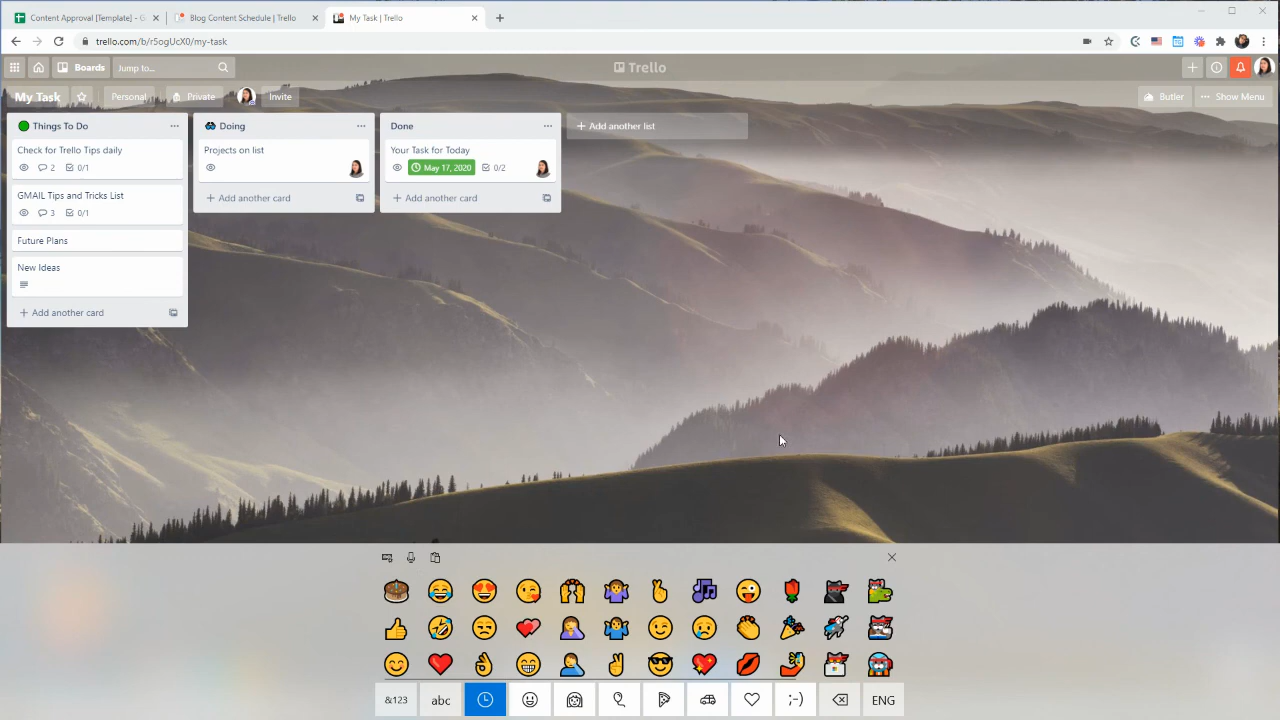 Content Approval [Template] - G
Blog Content Schedule | Trello
My Task | Trello
trello.com/b/r5ogUcX0/my-task
Boards
Jump to...
Trello
My Task
Personal
Private
Invite
Butler
Show Menu
Things To Do
Check for Trello Tips daily
2
0/1
GMAIL Tips and Tricks List
3
0/1
Future Plans
New Ideas
Add another card
Doing
Projects on list
Add another card
Done
Your Task for Today
May 17, 2020
0/2
Add another card
Add another list
&123
abc
;-)
ENG